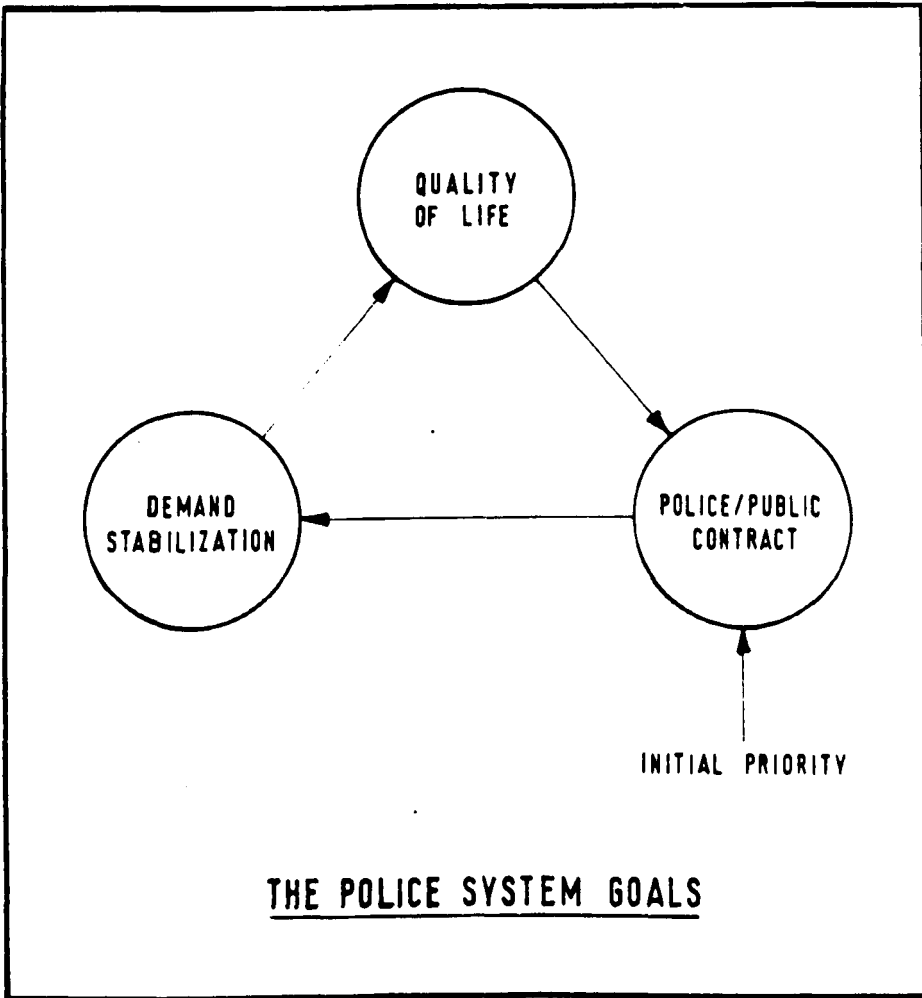 QUALITY
OF LIFE
DEMAND
STABILIZATION
POLICE/PUBLIC
CONTRACT
INITIAL PRIORITY
THE POLICE SYSTEM GOALS